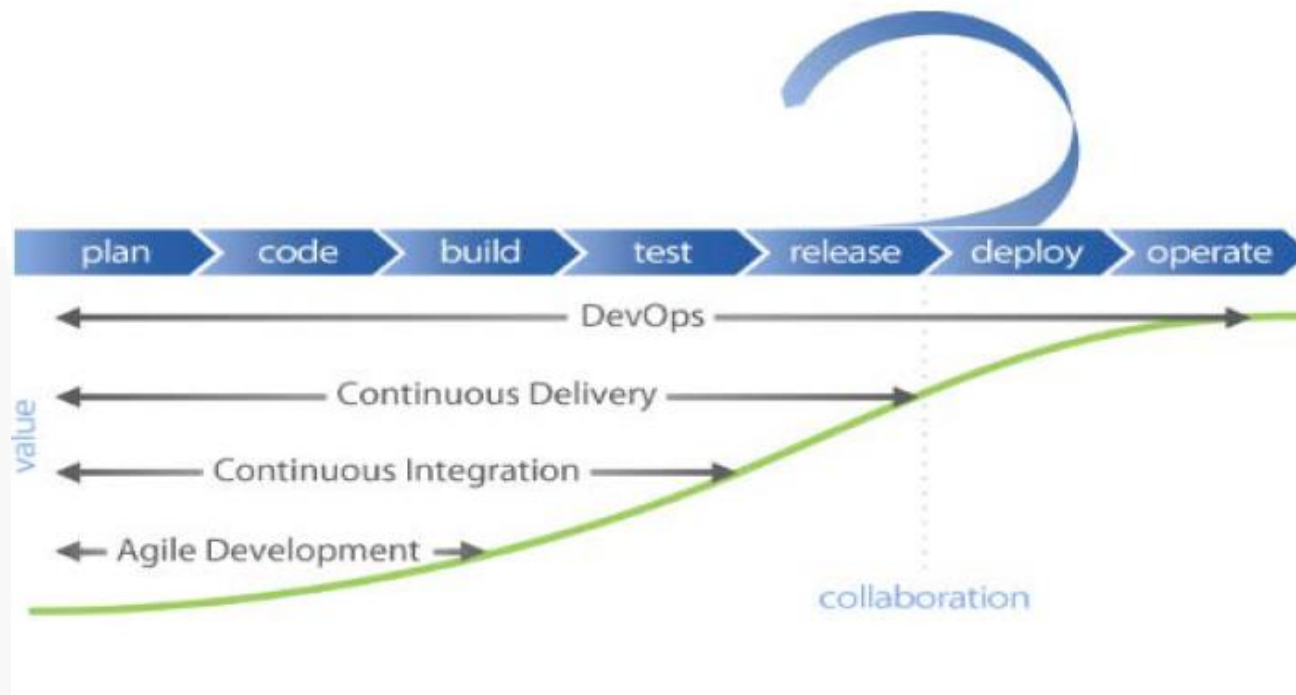 plan code build test release deploy operate
DevOps
Continuous Delivery
value
Continuous Integration
Agile Development
collaboration